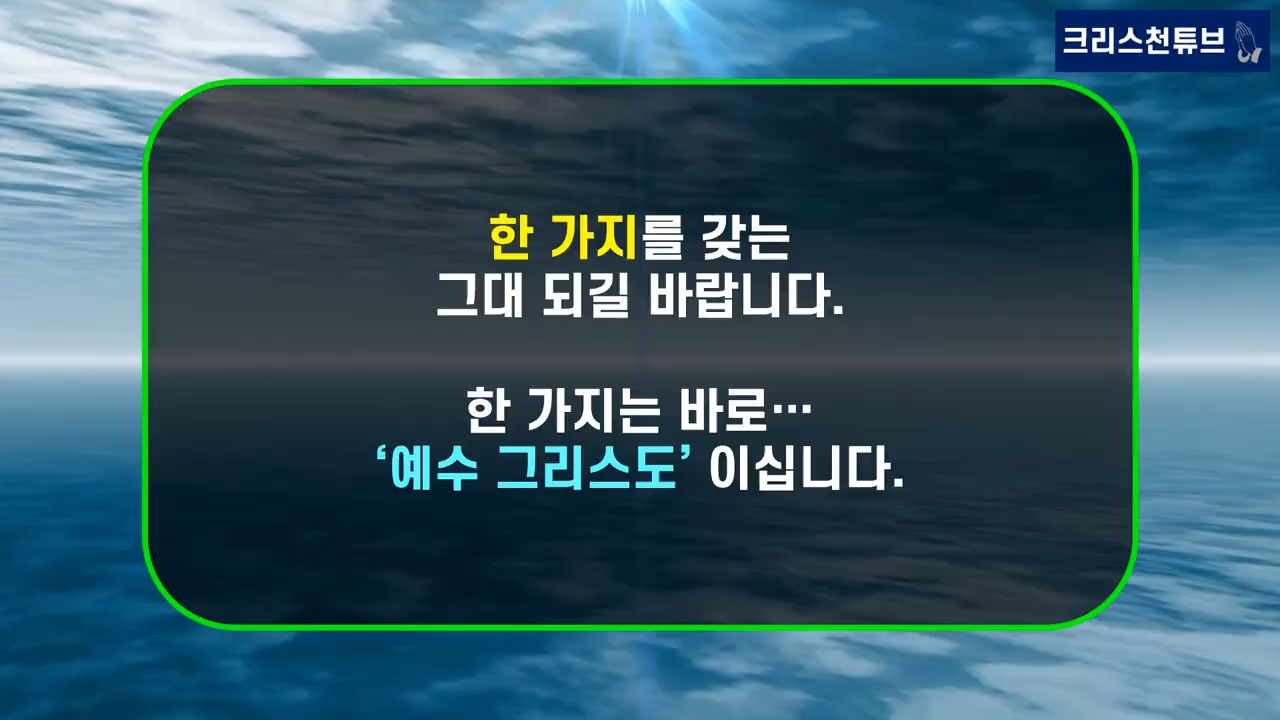 크리스천튜브
한 가지를 갖는
그대 되길 바랍니다.
한 가지는 바로…
‘예수 그리스도’ 이십니다.